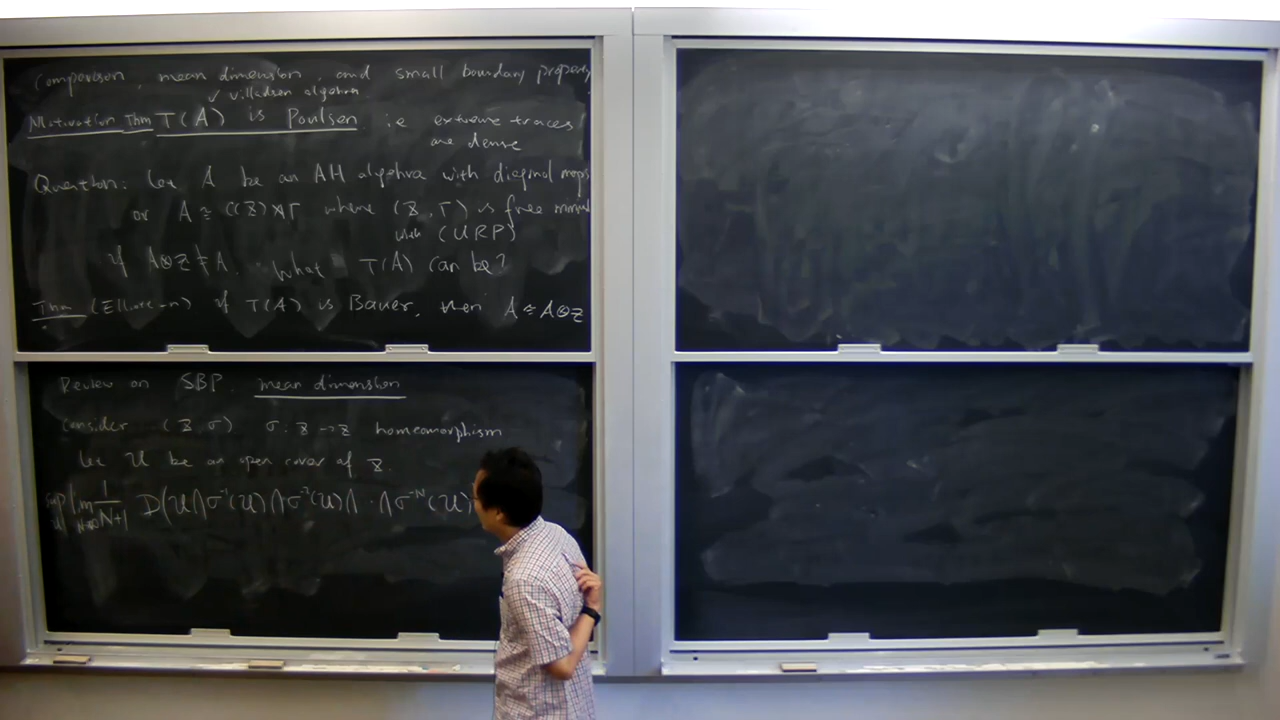 Comparison, mean dimension, and small boundary property
✓ Villadsen algebra
Motivation Thm T(A) is Poulsen i.e. extreme traces
are dense
Question: Let A be an AH algebra with diagonal maps
or A ≅ C(Z)⋊Γ where (Z, Γ) is free
with (URP)
if A⊗Z ≇ A. What T(A) can be?
Thm (Elliott-n) if T(A) is Bauer, then A ≅ A⊗Z
Review on SBP, mean dimension
Consider (Z, σ) σ: Z → Z homeomorphism
Let U be an open cover of Z.
sup U lim N→∞ 1/(N+1) D(U ∧ σ⁻¹(U) ∧ σ⁻²(U) ∧ ⋯ ∧ σ⁻ᴺ(U)